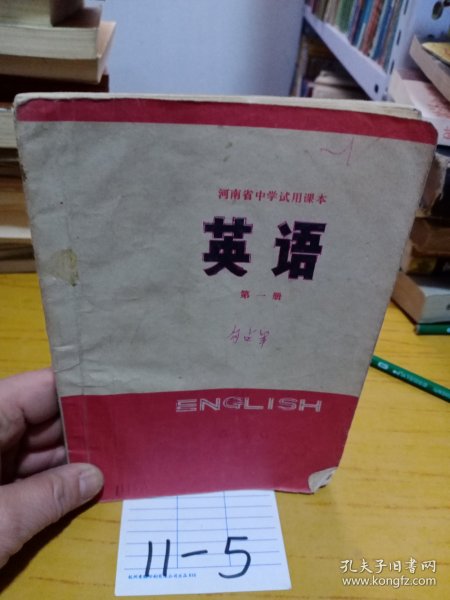 河南省中学试用课本
英语
第一册
ENGLISH
11-5
孔夫子旧书网
www.kongfz.com